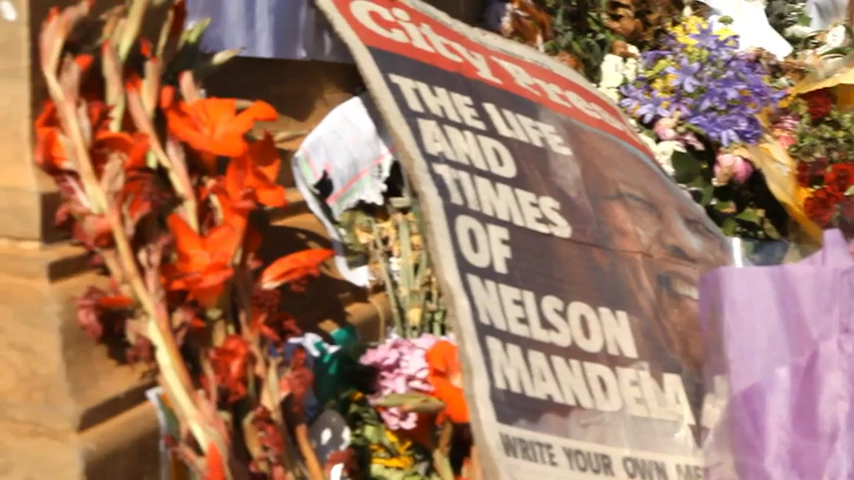 City Press
THE LIFE
AND
TIMES
OF
NELSON
MANDELA
WRITE YOUR OWN